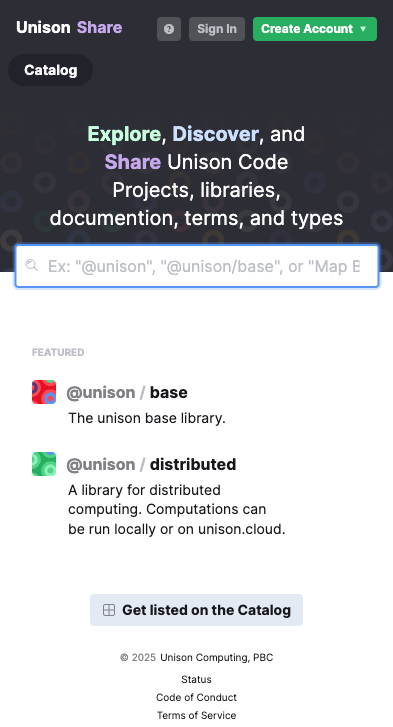 Unison Share
?
Sign In
Create Account ▼
Catalog
Explore, Discover, and
Share Unison Code
Projects, libraries,
documention, terms, and types
Ex: "@unison", "@unison/base", or "Map B
FEATURED
@unison / base
The unison base library.
@unison / distributed
A library for distributed
computing. Computations can
be run locally or on unison.cloud.
Get listed on the Catalog
© 2025 Unison Computing, PBC
Status
Code of Conduct
Terms of Service